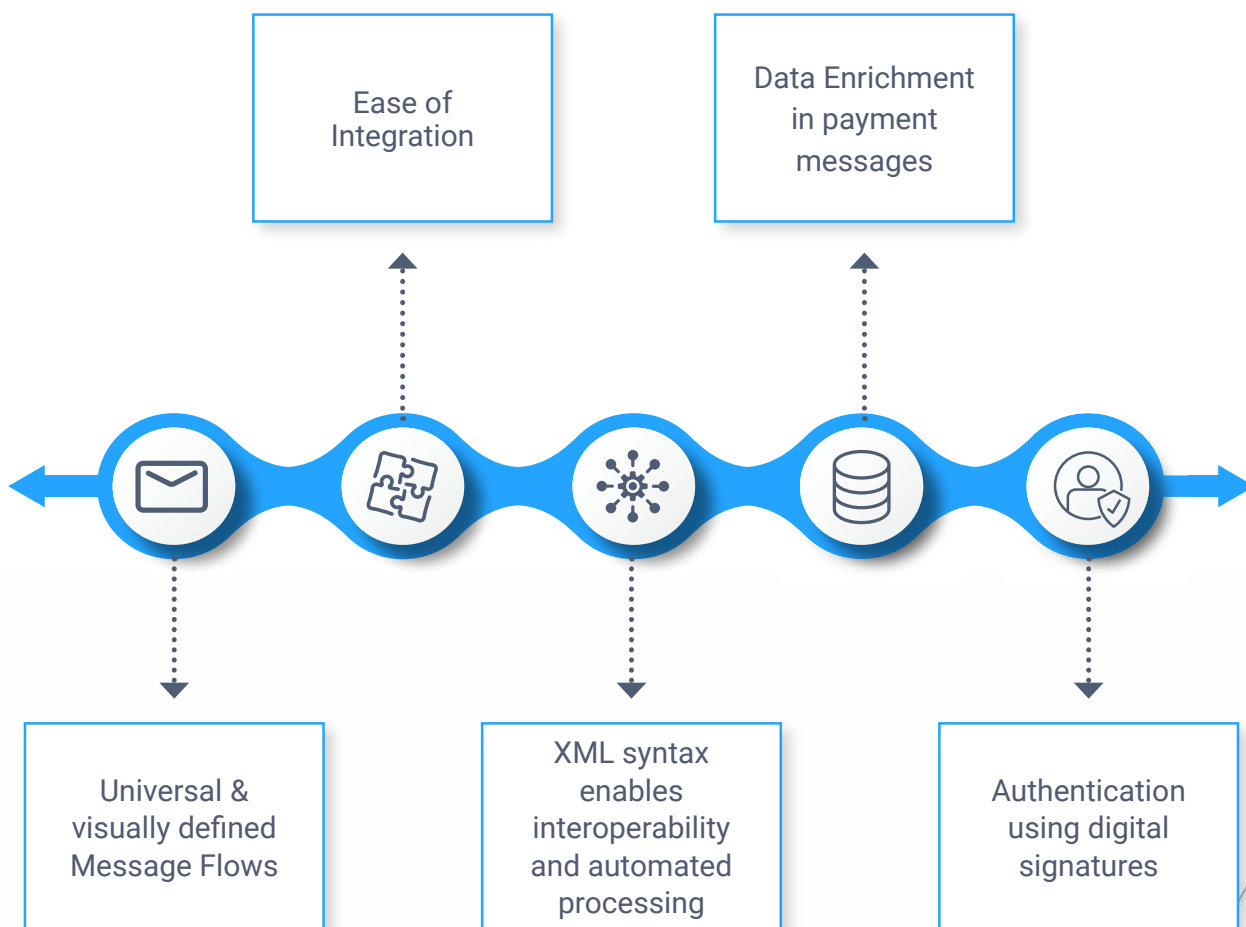 Ease of
Integration
Data Enrichment
in payment
messages
Universal &
visually defined
Message Flows
XML syntax
enables
interoperability
and automated
processing
Authentication
using digital
signatures